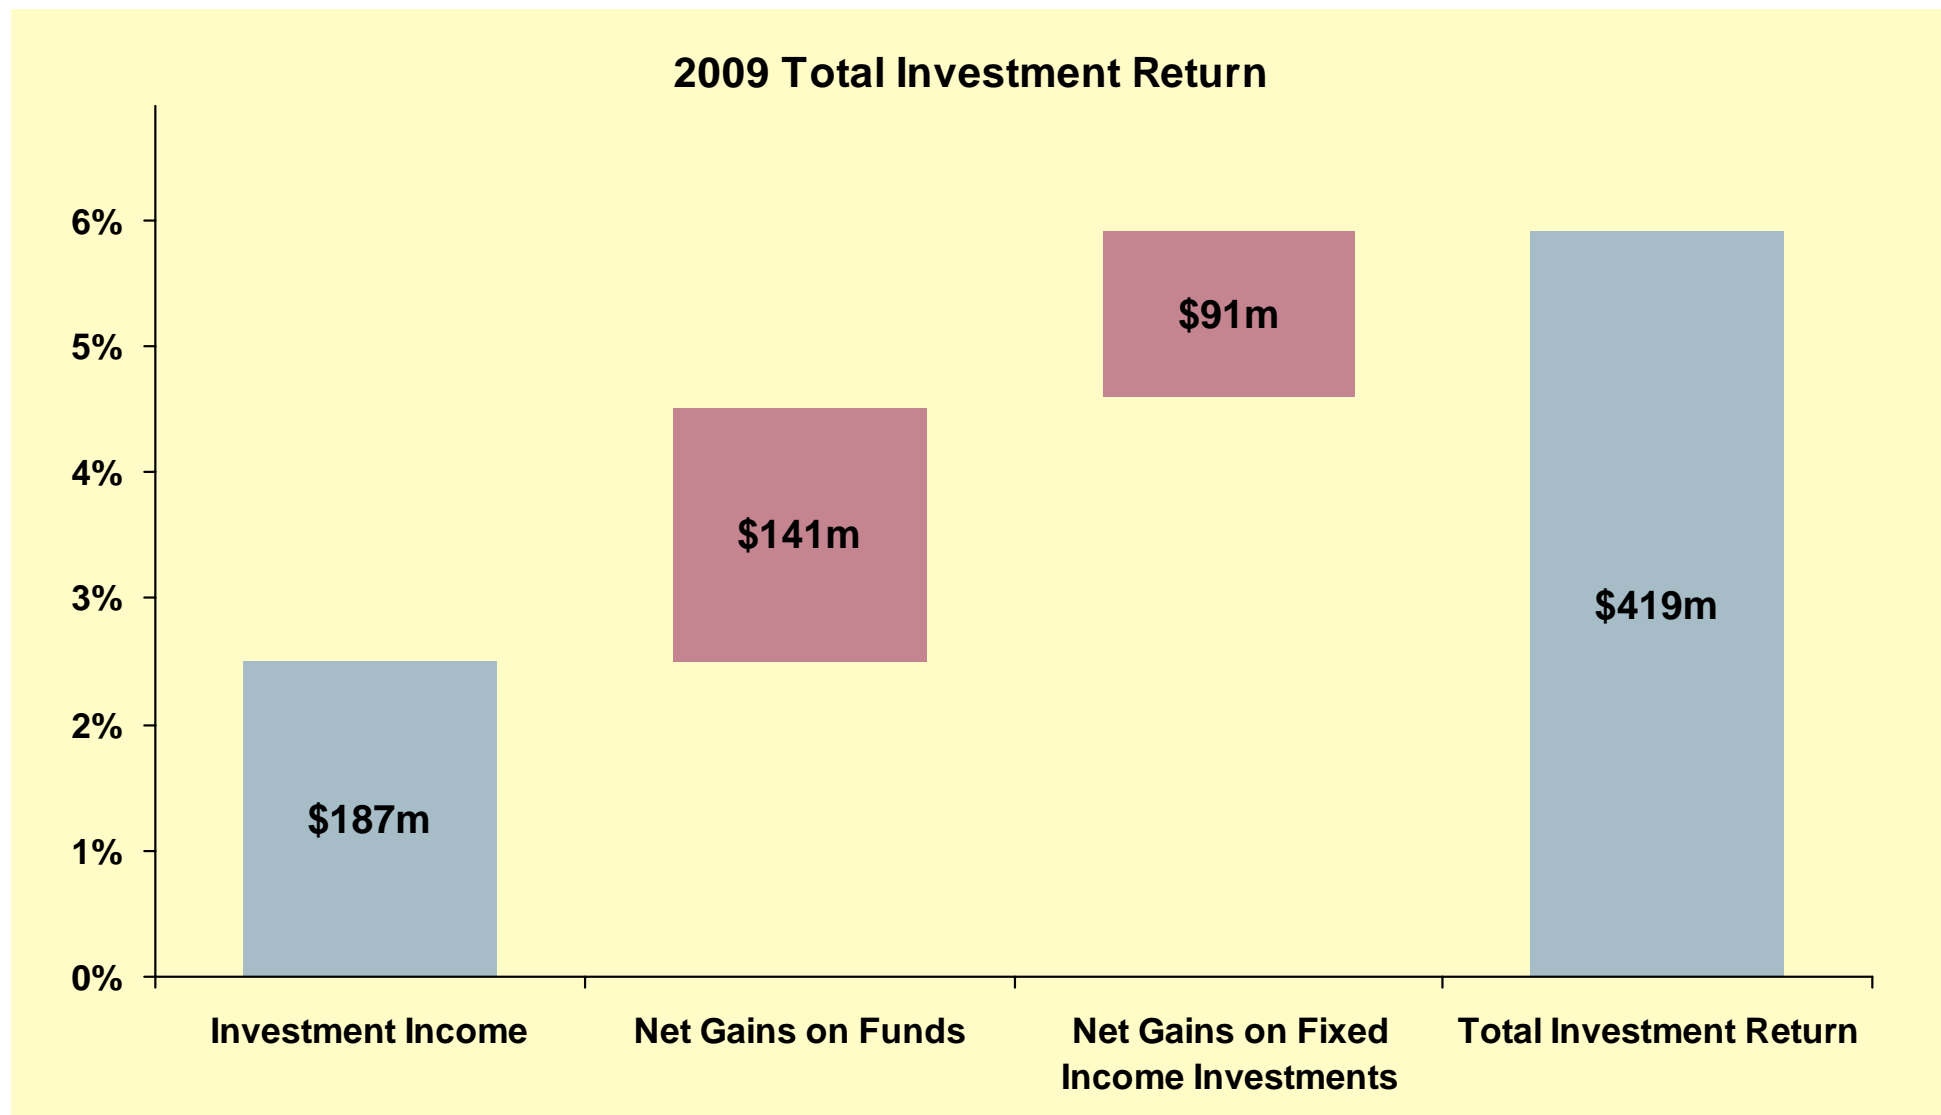 2009 Total Investment Return
6%
5%
4%
3%
2%
1%
0%
$187m
$141m
$91m
$419m
Investment Income
Net Gains on Funds
Net Gains on Fixed
Income Investments
Total Investment Return